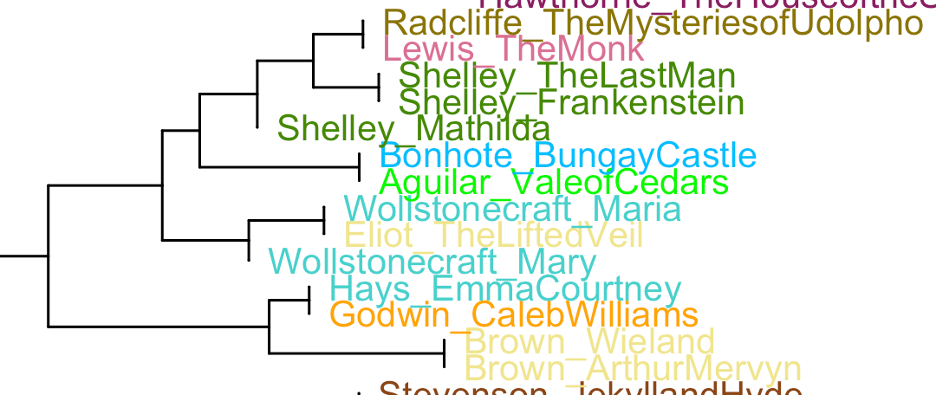 Hawthorne_TheHouseoftheS
Radcliffe_TheMysteriesofUdolpho
Lewis_TheMonk
Shelley_TheLastMan
Shelley_Frankenstein
Shelley_Mathilda
Bonhote_BungayCastle
Aguilar_ValeofCedars
Wollstonecraft_Maria
Eliot_TheLiftedVeil
Wollstonecraft_Mary
Hays_EmmaCourtney
Godwin_CalebWilliams
Brown_Wieland
Brown_ArthurMervyn
Stevenson_jekyllandHyde